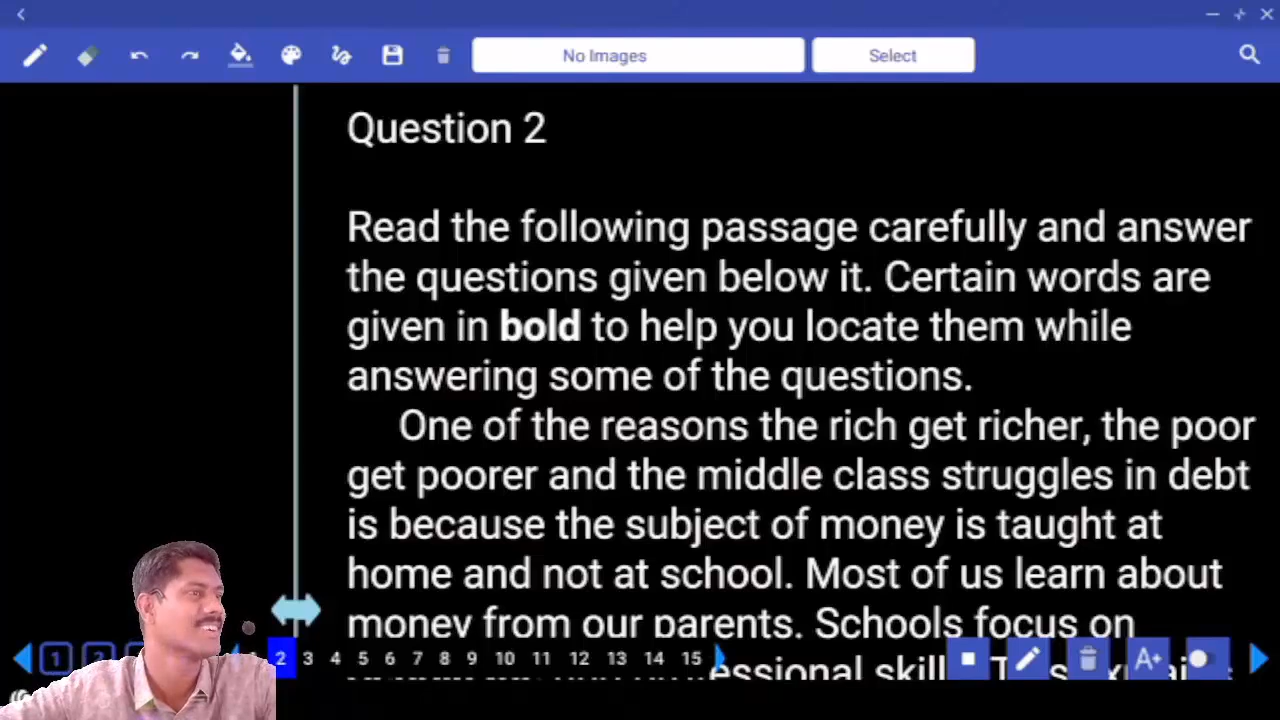 No Images
Select
Question 2
Read the following passage carefully and answer
the questions given below it. Certain words are
given in bold to help you locate them while
answering some of the questions.
One of the reasons the rich get richer, the poor
get poorer and the middle class struggles in debt
is because the subject of money is taught at
home and not at school. Most of us learn about
money from our parents. Schools focus on
1 2 2 3 4 5 6 7 8 9 10 11 12 13 14 15
A+